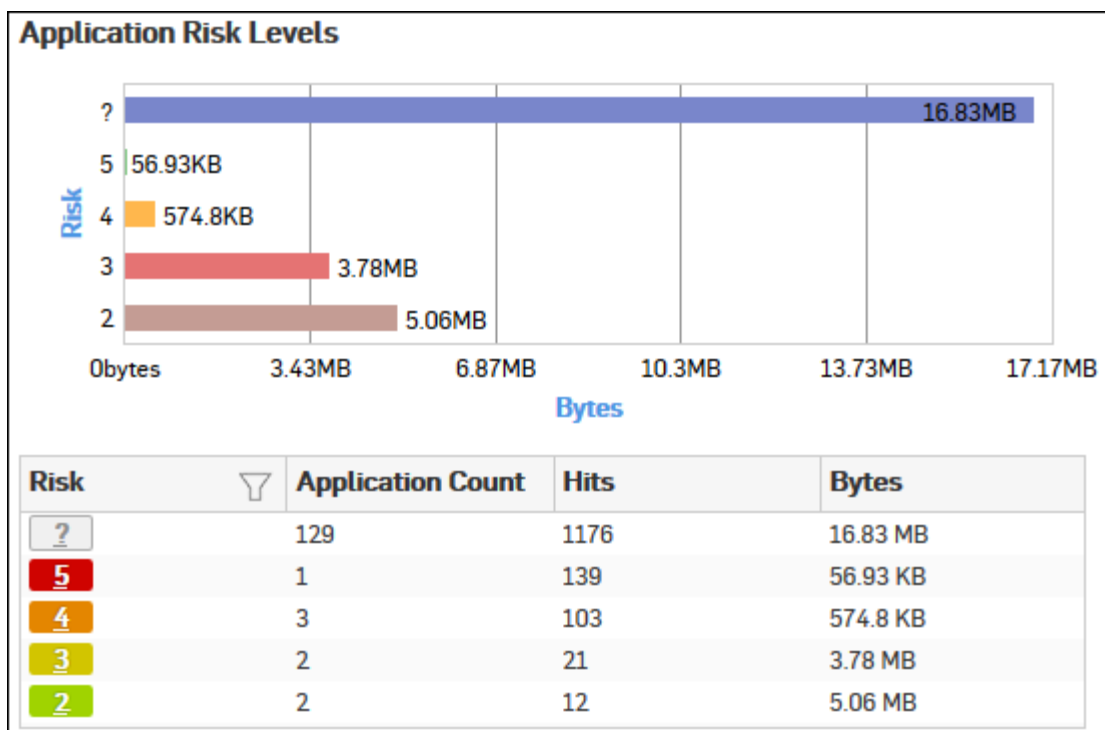 Application Risk Levels
? 16.83MB
5 56.93KB
Risk
4 574.8KB
3 3.78MB
2 5.06MB
0bytes 3.43MB 6.87MB 10.3MB 13.73MB 17.17MB
Bytes
Risk Application Count Hits Bytes
? 129 1176 16.83 MB
5 1 139 56.93 KB
4 3 103 574.8 KB
3 2 21 3.78 MB
2 2 12 5.06 MB